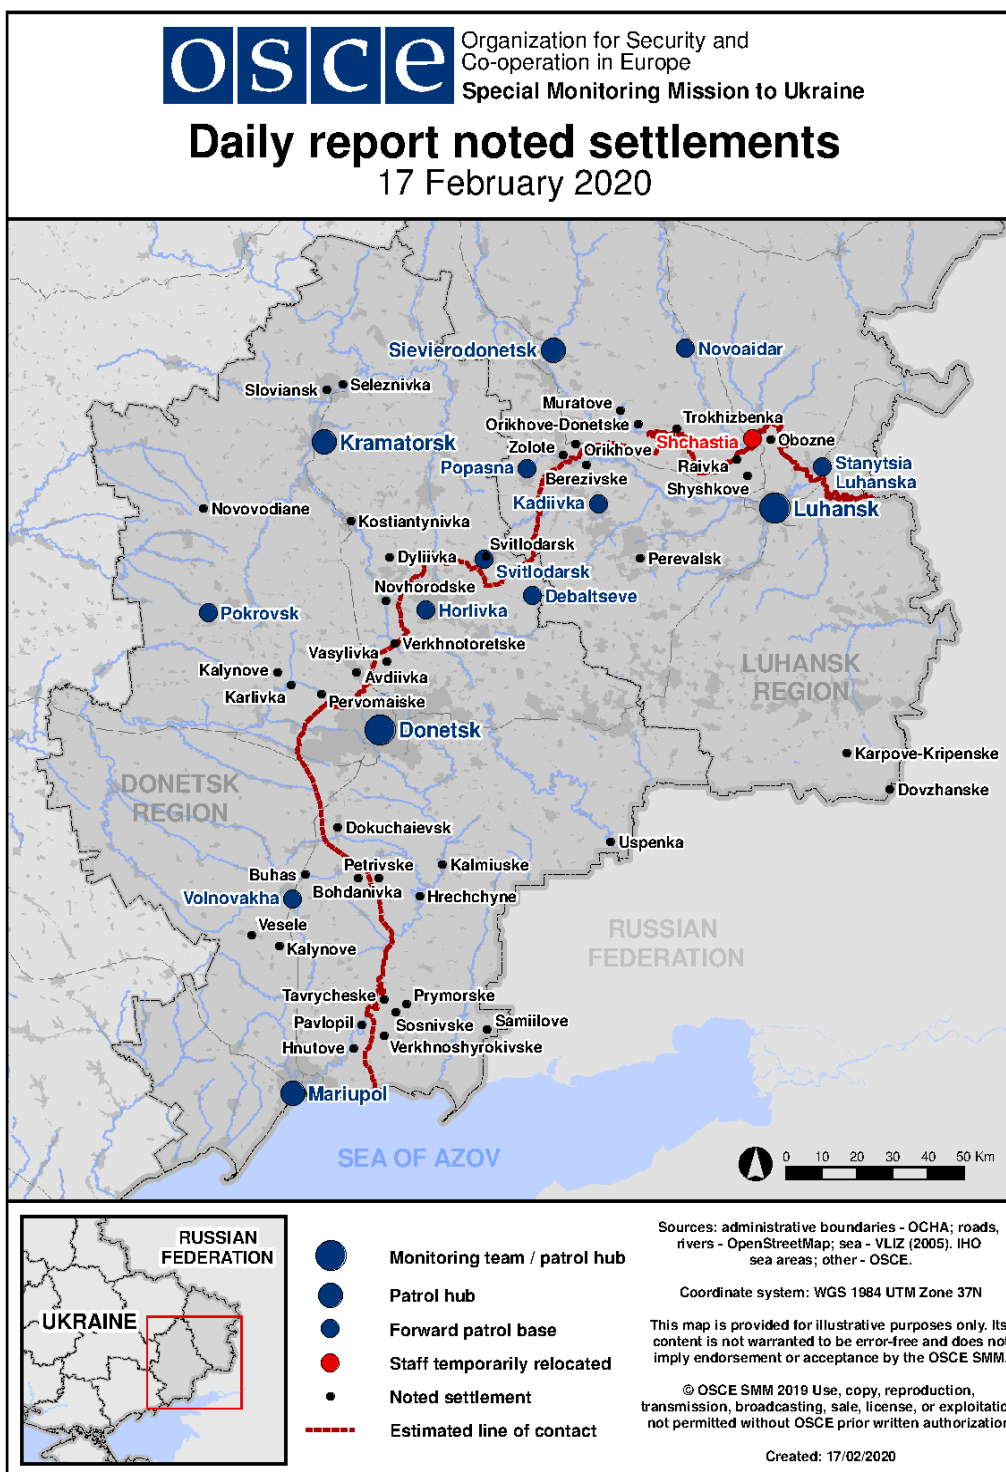 osce
Organization for Security and
Co-operation in Europe
Special Monitoring Mission to Ukraine
Daily report noted settlements
17 February 2020
Sievierodonetsk
Novoaidar
Sloviansk
Seleznivka
Muratove
Orikhove-Donetske
Trokhizbenka
Kramatorsk
Shchastia
Obozne
Zolote
Orikhove
Popasna
Berezivske
Raivka
Stanytsia
Luhanska
Shyshkove
Kadiivka
Luhansk
Novovodiane
Kostiantynivka
Svitlodarsk
Dyliivka
Svitlodarsk
Perevalsk
Novhorodske
Debaltseve
Pokrovsk
Horlivka
Verkhnotoretske
Vasylivka
Avdiivka
Kalynove
Karlivka
Pervomaiske
LUHANSK
REGION
Donetsk
Karpove-Kripenske
DONETSK
REGION
Dovzhanske
Dokuchaievsk
Uspenka
Petrivske
Kalmiuske
Buhas
Bohdanivka
Hrechchyne
Volnovakha
Vesele
Kalynove
RUSSIAN
FEDERATION
Tavrycheske
Prymorske
Pavlopil
Sosnivske
Samiilove
Hnutove
Verkhnoshyrokivske
Mariupol
SEA OF AZOV
0 10 20 30 40 50 Km
RUSSIAN
FEDERATION
UKRAINE
Monitoring team / patrol hub
Patrol hub
Forward patrol base
Staff temporarily relocated
Noted settlement
Estimated line of contact
Sources: administrative boundaries - OCHA; roads,
rivers - OpenStreetMap; sea - VLIZ (2005). IHO
sea areas; other - OSCE.
Coordinate system: WGS 1984 UTM Zone 37N
This map is provided for illustrative purposes only. Its
content is not warranted to be error-free and does not
imply endorsement or acceptance by the OSCE SMM.
© OSCE SMM 2019 Use, copy, reproduction,
transmission, broadcasting, sale, license, or exploitatio
not permitted without OSCE prior written authorization
Created: 17/02/2020